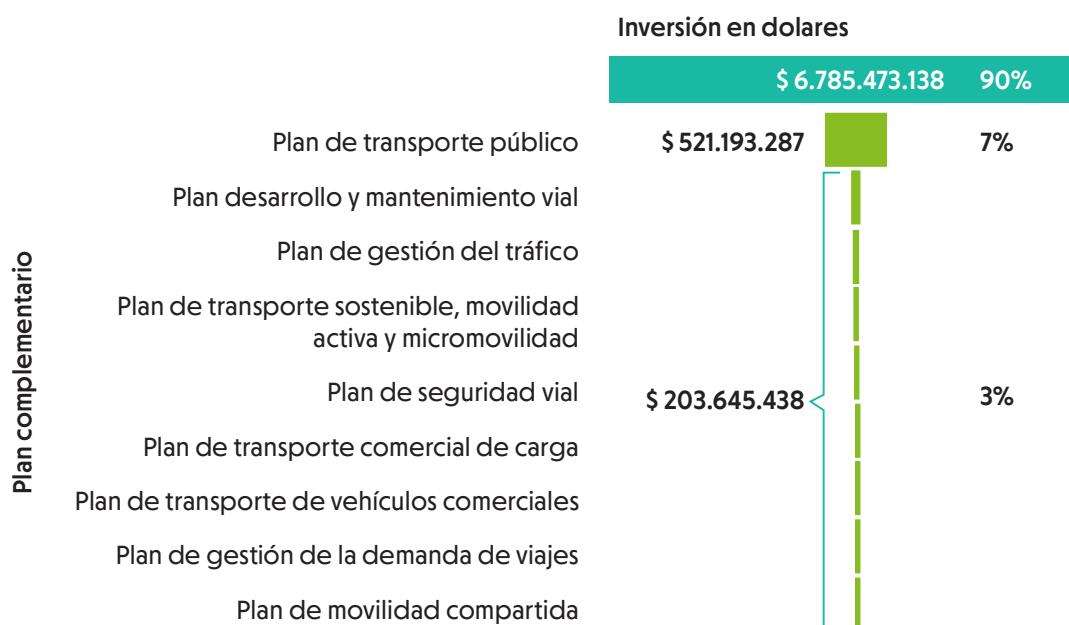 Inversión en dolares
$ 6.785.473.138 90%
Plan complementario
Plan de transporte público $ 521.193.287 7%
Plan desarrollo y mantenimiento vial
Plan de gestión del tráfico
Plan de transporte sostenible, movilidad
activa y micromovilidad
Plan de seguridad vial $ 203.645.438 3%
Plan de transporte comercial de carga
Plan de transporte de vehículos comerciales
Plan de gestión de la demanda de viajes
Plan de movilidad compartida